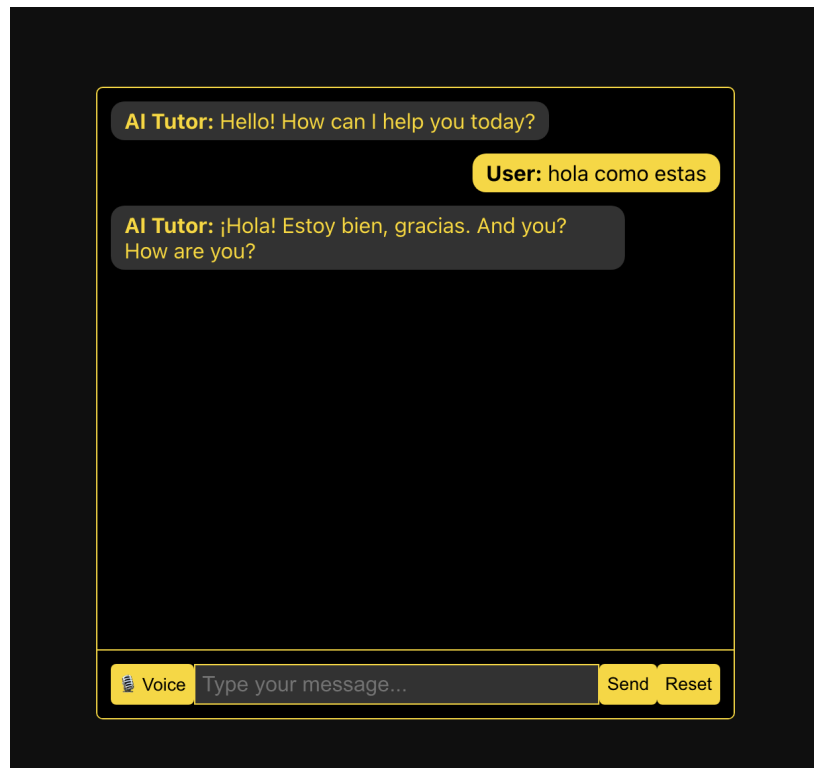 AI Tutor: Hello! How can I help you today?
User: hola como estas
AI Tutor: ¡Hola! Estoy bien, gracias. And you?
How are you?
🎙️ Voice Type your message... Send Reset